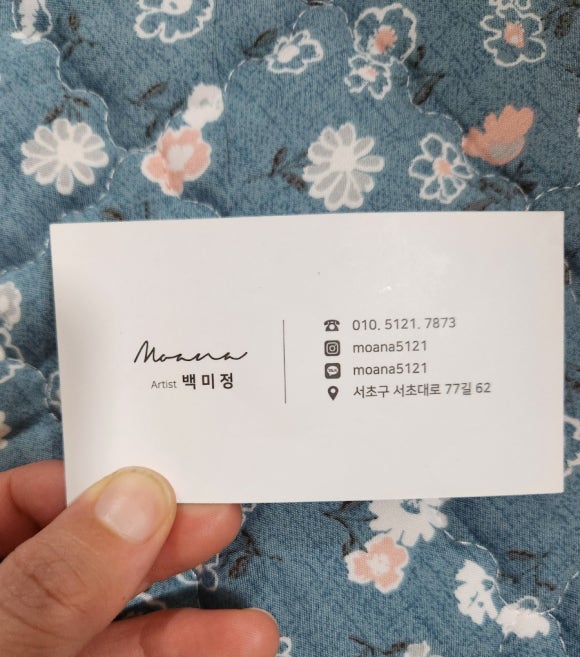 Moana
Artist 백미정
010. 5121. 7873
moana5121
TALK moana5121
서초구 서초대로 77길 62